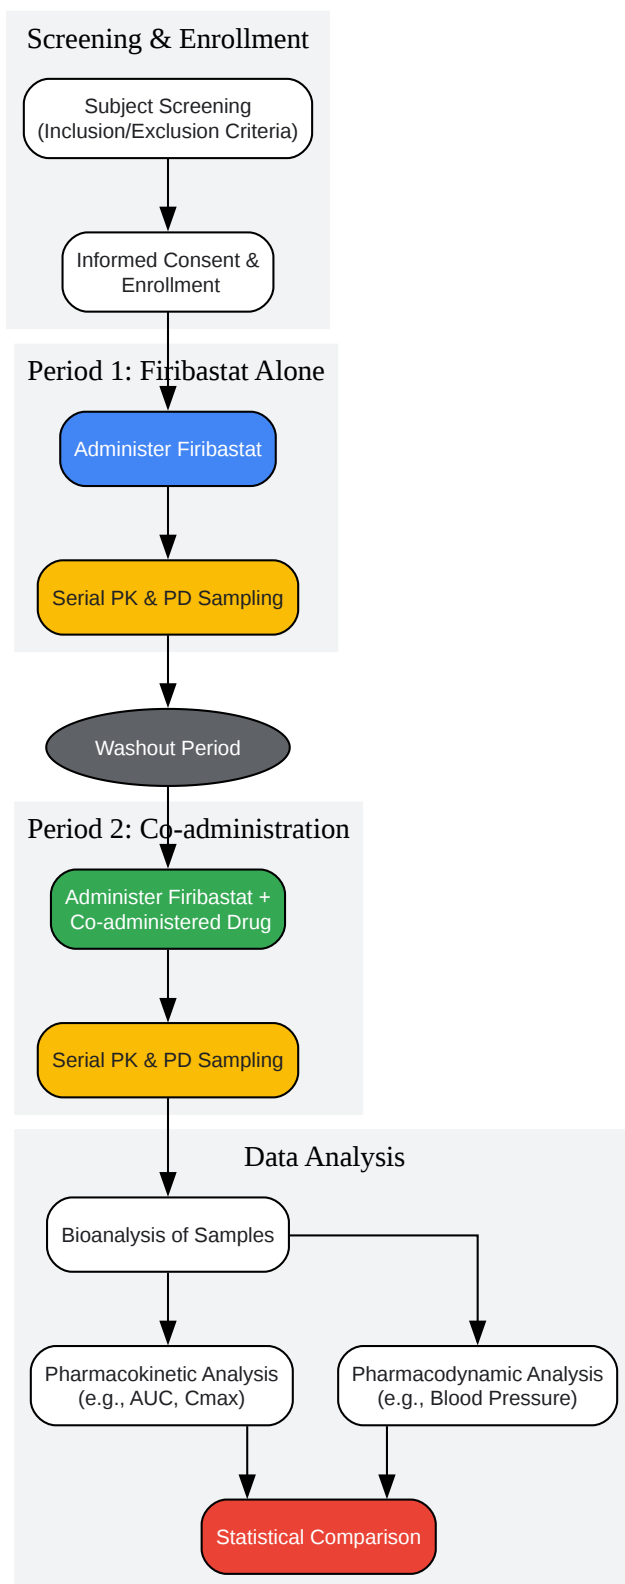 Screening & Enrollment
Subject Screening
(Inclusion/Exclusion Criteria)
Informed Consent &
Enrollment
Period 1: Firibastat Alone
Administer Firibastat
Serial PK & PD Sampling
Washout Period
Period 2: Co-administration
Administer Firibastat +
Co-administered Drug
Serial PK & PD Sampling
Data Analysis
Bioanalysis of Samples
Pharmacokinetic Analysis
(e.g., AUC, Cmax)
Pharmacodynamic Analysis
(e.g., Blood Pressure)
Statistical Comparison